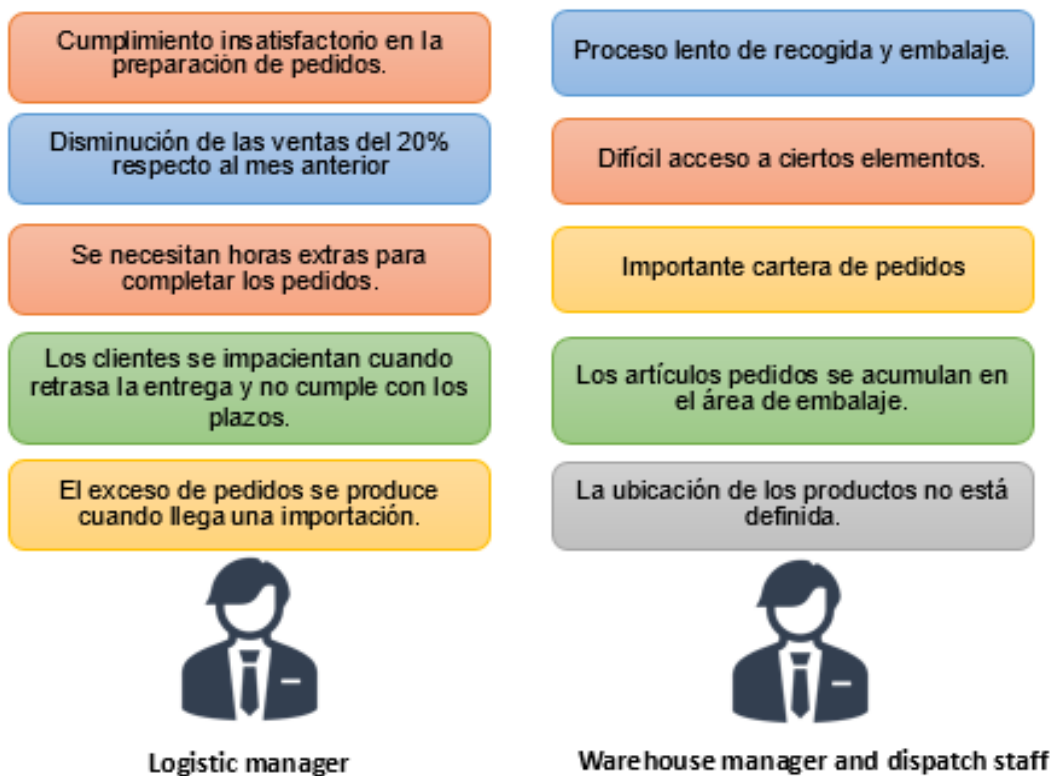 Cumplimiento insatisfactorio en la
preparación de pedidos.
Disminución de las ventas del 20%
respecto al mes anterior
Se necesitan horas extras para
completar los pedidos.
Los clientes se impacientan cuando
retrasa la entrega y no cumple con los
plazos.
El exceso de pedidos se produce
cuando llega una importación.
Logistic manager
Proceso lento de recogida y embalaje.
Difícil acceso a ciertos elementos.
Importante cartera de pedidos
Los artículos pedidos se acumulan en
el área de embalaje.
La ubicación de los productos no está
definida.
Warehouse manager and dispatch staff